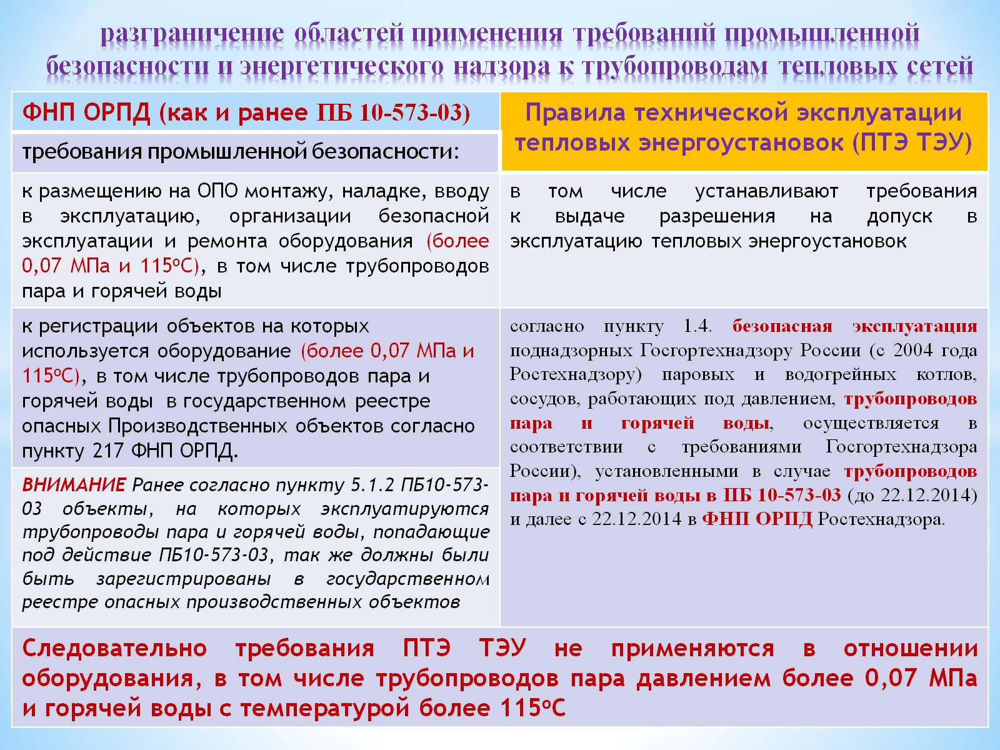 разграничение областей применения требований промышленной
безопасности и энергетического надзора к трубопроводам тепловых сетей
ФНП ОРПД (как и ранее ПБ 10-573-03)
требования промышленной безопасности:
Правила технической эксплуатации
тепловых энергоустановок (ПТЭ ТЭУ)
к размещению на ОПО монтажу, наладке, вводу
в эксплуатацию, организации безопасной
эксплуатации и ремонта оборудования (более
0,07 МПа и 115ºС), в том числе трубопроводов
пара и горячей воды
в том числе устанавливают требования
к выдаче разрешения на допуск в
эксплуатацию тепловых энергоустановок
к регистрации объектов на которых
используется оборудование (более 0,07 МПа и
115ºС), в том числе трубопроводов пара и
горячей воды в государственном реестре
опасных Производственных объектов согласно
пункту 217 ФНП ОРПД.
ВНИМАНИЕ Ранее согласно пункту 5.1.2 ПБ10-573-
03 объекты, на которых эксплуатируются
трубопроводы пара и горячей воды, попадающие
под действие ПБ10-573-03, так же должны были
быть зарегистрированы в государственном
реестре опасных производственных объектов
согласно пункту 1.4. безопасная эксплуатация
поднадзорных Госгортехнадзору России (с 2004 года
Ростехнадзору) паровых и водогрейных котлов,
сосудов, работающих под давлением, трубопроводов
пара и горячей воды, осуществляется в
соответствии с требованиями Госгортехнадзора
России), установленными в случае трубопроводов
пара и горячей воды в ПБ 10-573-03 (до 22.12.2014)
и далее с 22.12.2014 в ФНП ОРПД Ростехнадзора.
Следовательно требования ПТЭ ТЭУ не применяются в отношении
оборудования, в том числе трубопроводов пара давлением более 0,07 МПа
и горячей воды с температурой более 115ºС